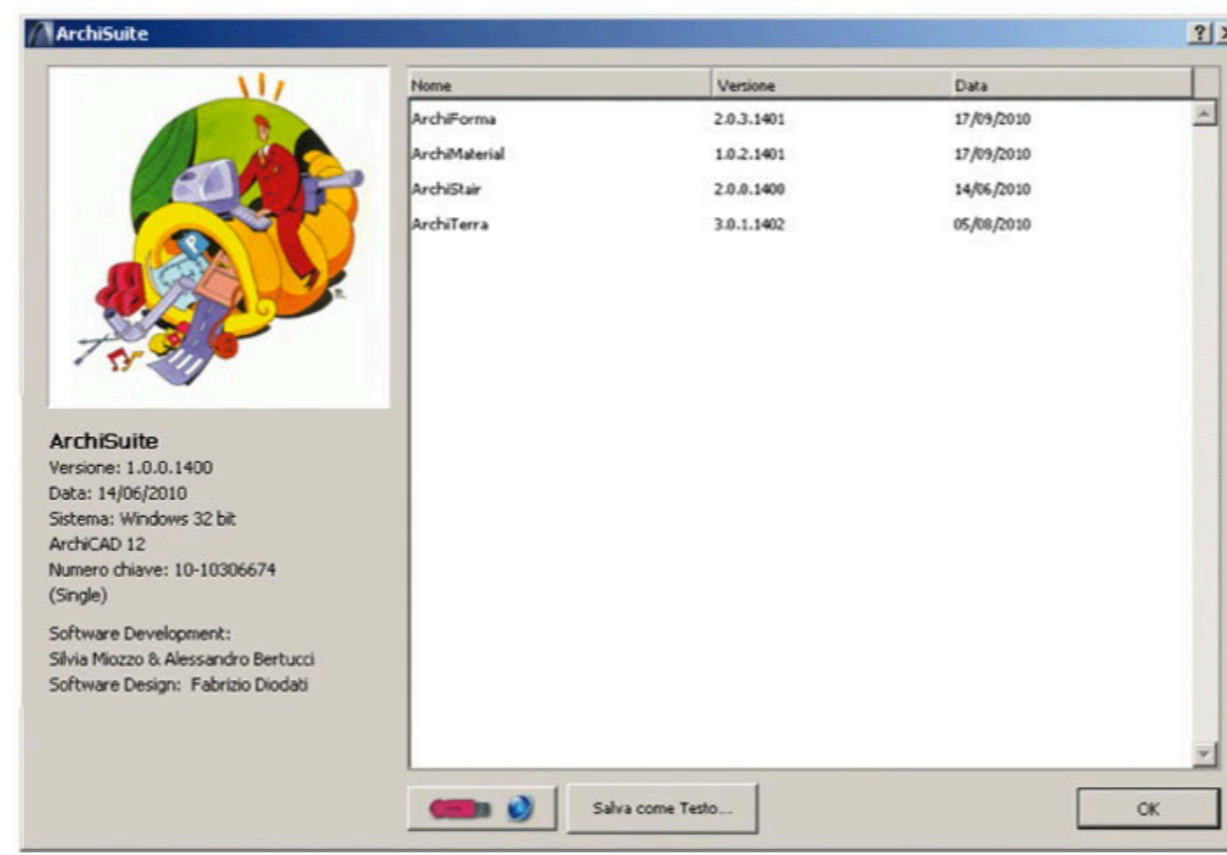 ArchiSuite
Nome Versione Data
ArchiForma 2.0.3.1401 17/09/2010
ArchiMaterial 1.0.2.1401 17/09/2010
ArchiStair 2.0.0.1400 14/06/2010
ArchiTerra 3.0.1.1402 05/08/2010
ArchiSuite
Versione: 1.0.0.1400
Data: 14/06/2010
Sistema: Windows 32 bit
ArchiCAD 12
Numero chiave: 10-10306674
(Single)
Software Development:
Silvia Miozzo & Alessandro Bertucci
Software Design: Fabrizio Diodati
Salva come Testo...
OK